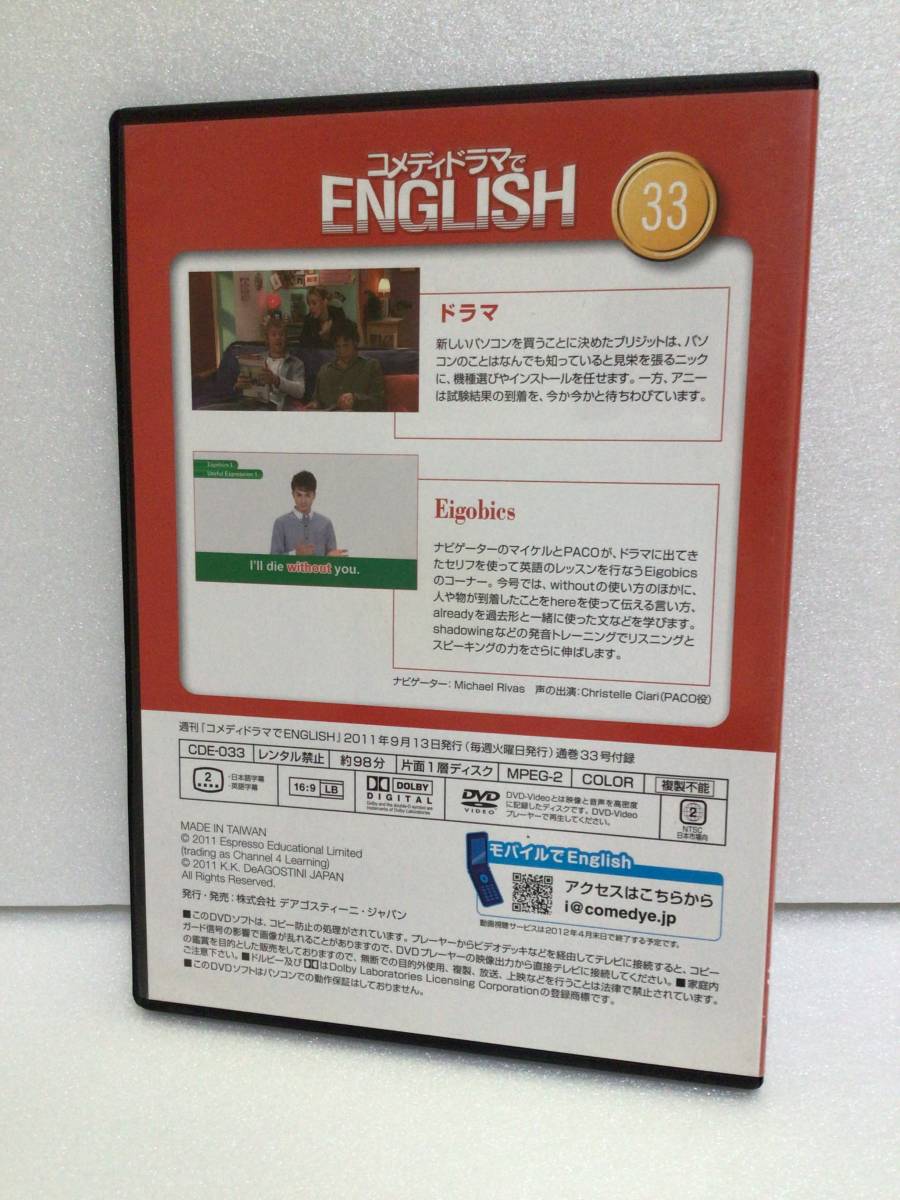 コメディドラマで
ENGLISH
33
ドラマ
新しいパソコンを買うことに決めたブリジットは、パソ
コンのことはなんでも知っていると見栄を張るニック
に、機種選びやインストールを任せます。一方、アニー
は試験結果の到着を、今か今かと待ちわびています。
Eigobics 1
Useful Expression 1
I'll die without you.
Eigobics
ナビゲーターのマイケルとPACOが、ドラマに出てき
たセリフを使って英語のレッスンを行なうEigobics
のコーナー。今号では、withoutの使い方のほかに、
人や物が到着したことをhereを使って伝える言い方、
alreadyを過去形と一緒に使った文などを学びます。
shadowingなどの発音トレーニングでリスニングと
スピーキングの力をさらに伸ばします。
ナビゲーター：Michael Rivas 声の出演：Christelle Ciari（PACO役）
週刊『コメディドラマでENGLISH』2011年9月13日発行（毎週火曜日発行）通巻33号付録
CDE-033 レンタル禁止 約98分 片面1層ディスク MPEG-2 COLOR 複製不能
2 ・日本語字幕
・英語字幕
16:9 LB
DOLBY
DIGITAL
Dolby and the double-D symbol are
trademarks of Dolby Laboratories
DVD
VIDEO
DVD-Videoとは映像と音声を高密度
に記録したディスクです。DVD-Video
プレーヤーで再生してください。
2
NTSC
日本市場向
MADE IN TAIWAN
© 2011 Espresso Educational Limited
(trading as Channel 4 Learning)
© 2011 K.K. DeAGOSTINI JAPAN
All Rights Reserved.
発行・発売：株式会社 デアゴスティーニ・ジャパン
モバイルでEnglish
アクセスはこちらから
i@comedye.jp
動画視聴サービスは2012年4月末日で終了する予定です。
■このDVDソフトは、コピー防止の処理がされています。プレーヤーからビデオデッキなどを経由してテレビに接続すると、コピー
ガード信号の影響で画像が乱れることがありますので、DVDプレーヤーの映像出力から直接テレビに接続してください。■家庭内
の鑑賞を目的とした販売をしておりますので、無断での目的外使用、複製、放送、上映などを行うことは法律で禁止されています。
ご注意下さい。■ドルビー及びDDはDolby Laboratories Licensing Corporationの登録商標です。
■このDVDソフトはパソコンでの動作保証はしておりません。